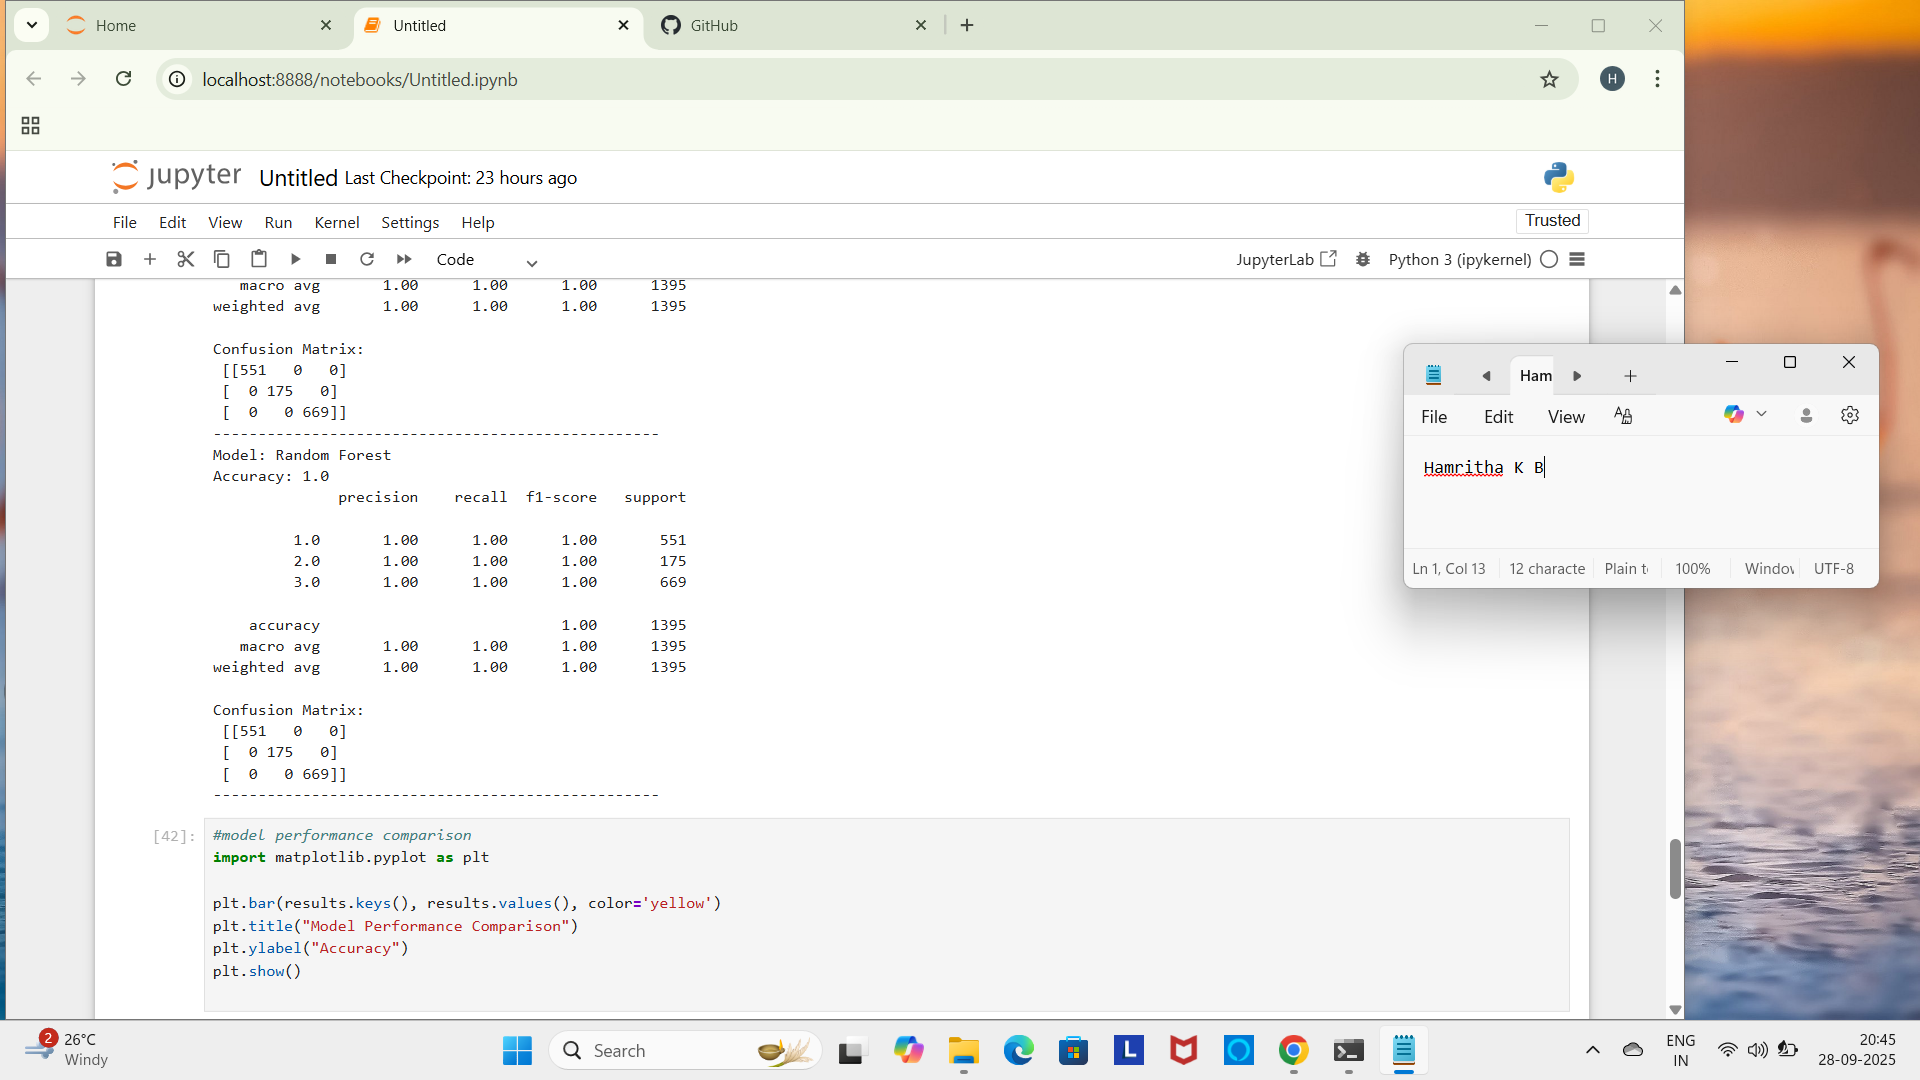 Home
Untitled
GitHub
localhost:8888/notebooks/Untitled.ipynb
H
jupyter Untitled Last Checkpoint: 23 hours ago
File Edit View Run Kernel Settings Help
Trusted
Code
JupyterLab
Python 3 (ipykernel)
macro avg 1.00 1.00 1.00 1395
weighted avg 1.00 1.00 1.00 1395
Confusion Matrix:
[[551 0 0]
[ 0 175 0]
[ 0 0 669]]
--------------------------------------------------
Model: Random Forest
Accuracy: 1.0
precision recall f1-score support
1.0 1.00 1.00 1.00 551
2.0 1.00 1.00 1.00 175
3.0 1.00 1.00 1.00 669
accuracy 1.00 1395
macro avg 1.00 1.00 1.00 1395
weighted avg 1.00 1.00 1.00 1395
Confusion Matrix:
[[551 0 0]
[ 0 175 0]
[ 0 0 669]]
--------------------------------------------------
[42]:
#model performance comparison
import matplotlib.pyplot as plt
plt.bar(results.keys(), results.values(), color='yellow')
plt.title("Model Performance Comparison")
plt.ylabel("Accuracy")
plt.show()
Ham
File Edit View
Hamritha K B
Ln 1, Col 13
12 characte
Plain t
100%
Window
UTF-8
2
26°C
Windy
Search
L
ENG
IN
20:45
28-09-2025